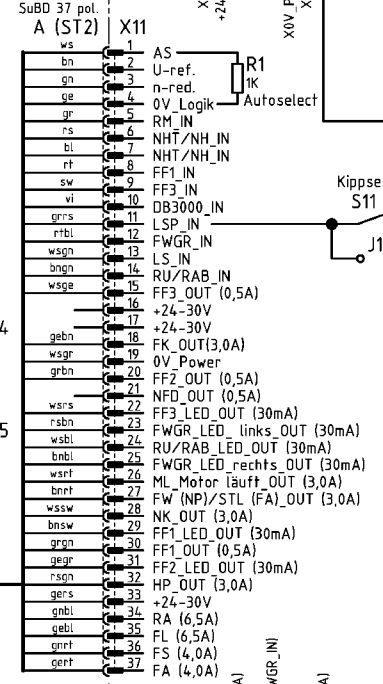 SuBD 37 pol.
A (ST2) X11
ws 1 AS
bn 2 U-ref.
gn 3 n-red.
ge 4 0V_Logik
gr 5 RM_IN
rs 6 NHT/NH_IN
bl 7 NHT/NH_IN
rt 8 FF1_IN
sw 9 FF3_IN
vi 10 DB3000_IN
grrs 11 LSP_IN
rtbl 12 FWGR_IN
wsgn 13 LS_IN
bngn 14 RU/RAB_IN
wsge 15 FF3_OUT (0,5A)
16 +24-30V
17 +24-30V
gebn 18 FK_OUT(3,0A)
wsgr 19 0V_Power
grbn 20 FF2_OUT (0,5A)
21 NFD_OUT (0,5A)
wsrs 22 FF3_LED_OUT (30mA)
rsbn 23 FWGR_LED_ links_OUT (30mA)
wsbl 24 RU/RAB_LED_OUT (30mA)
bnbl 25 FWGR_LED_rechts_OUT (30mA)
wsrt 26 ML_Motor läuft_OUT (3,0A)
bnrt 27 FW (NP)/STL (FA)_OUT (3,0A)
wssw 28 NK_OUT (3,0A)
bnsw 29 FF1_LED_OUT (30mA)
grgn 30 FF1_OUT (0,5A)
gegr 31 FF2_LED_OUT (30mA)
rsgn 32 HP_OUT (3,0A)
gers 33 +24-30V
gnbl 34 RA (6,5A)
gebl 35 FL (6,5A)
gnrt 36 FS (4,0A)
gert 37 FA (4,0A)
R1
1K
Autoselect
Kippse
S11
J1
X
+24
X0V_P
X
4
5
WGR_IN)
A)
A)